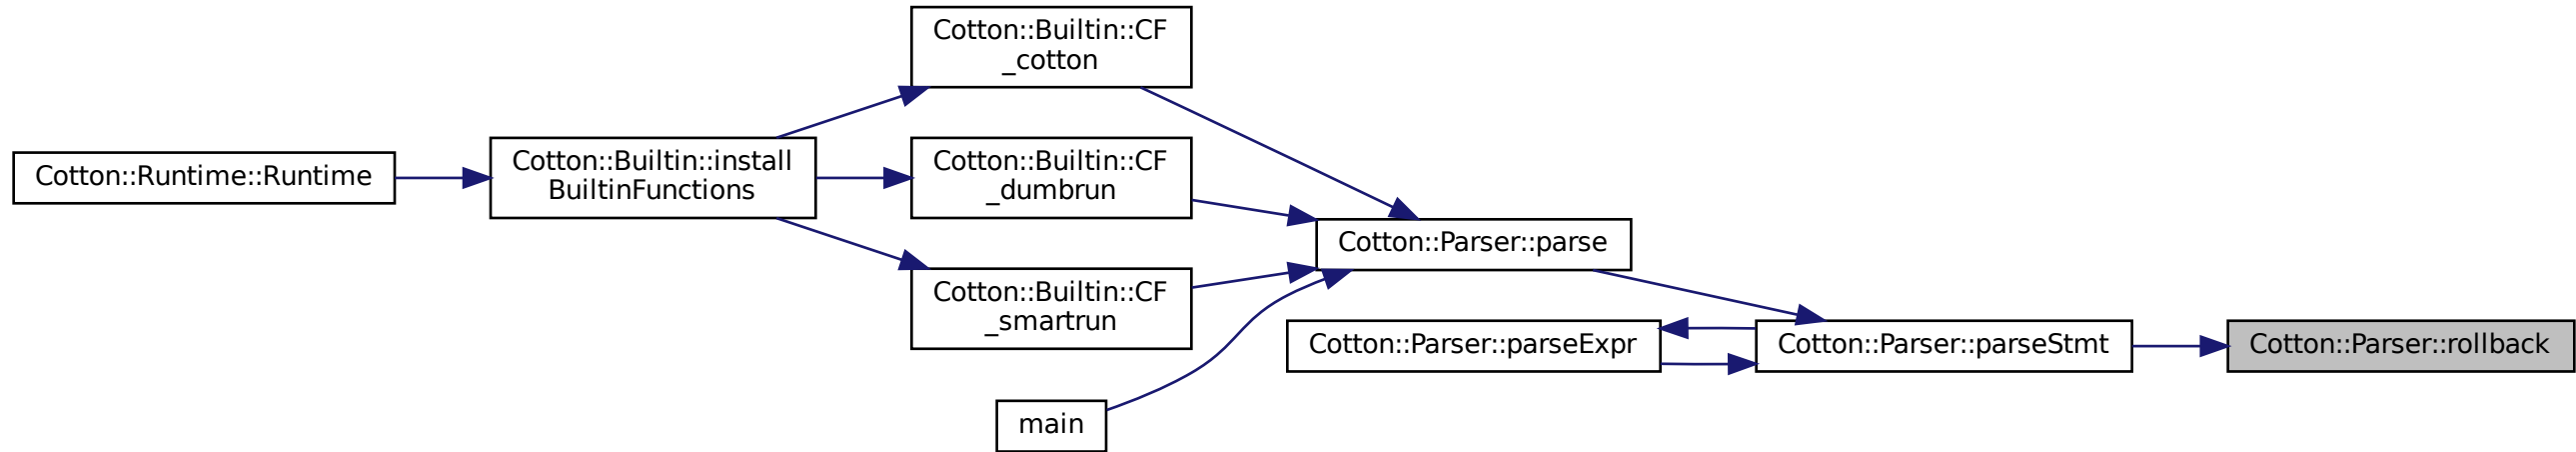 Cotton::Runtime::Runtime
Cotton::Builtin::install
BuiltinFunctions
Cotton::Builtin::CF
_cotton
Cotton::Builtin::CF
_dumbrun
Cotton::Builtin::CF
_smartrun
main
Cotton::Parser::parse
Cotton::Parser::parseExpr
Cotton::Parser::parseStmt
Cotton::Parser::rollback